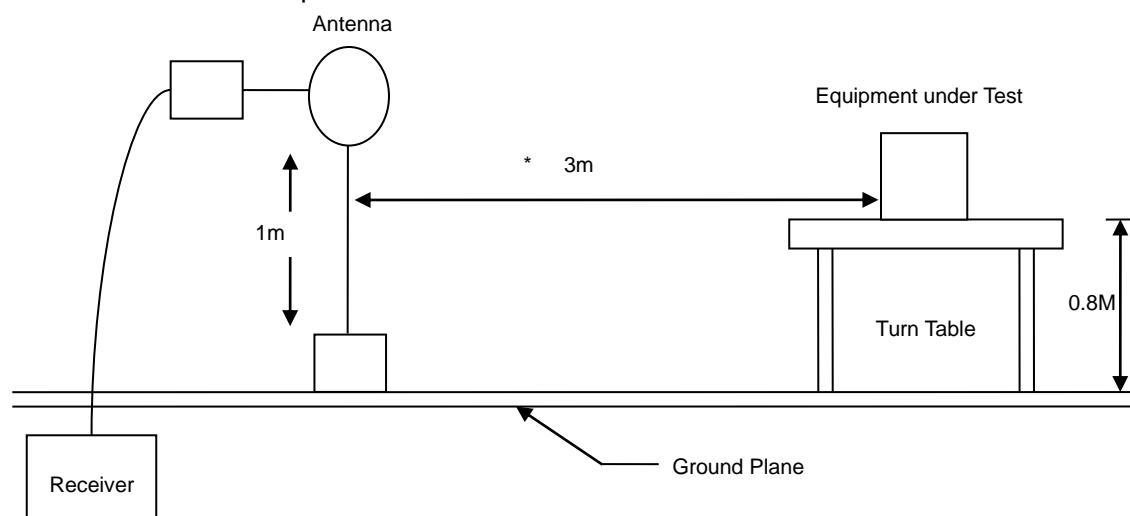 Antenna
Equipment under Test
* 3m
1m
0.8M
Turn Table
Ground Plane
Receiver